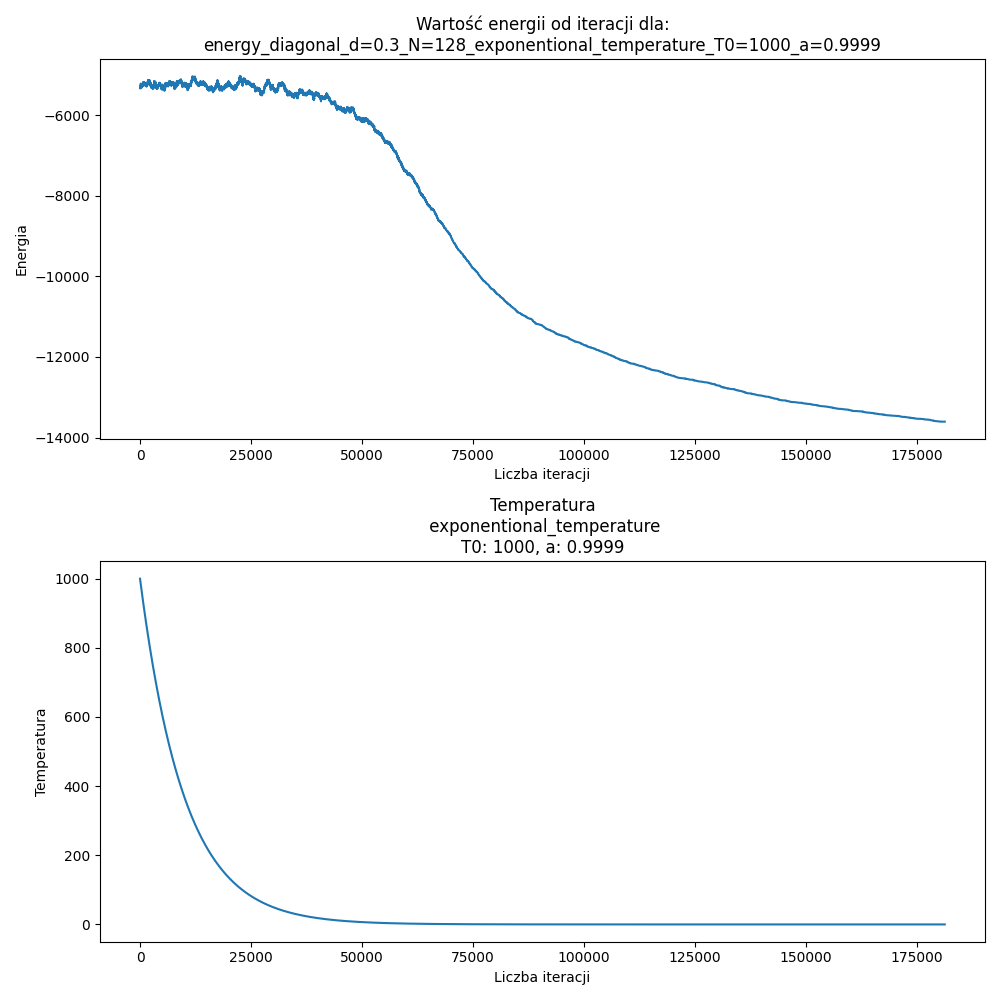 Wartość energii od iteracji dla:
energy_diagonal_d=0.3_N=128_exponentional_temperature_T0=1000_a=0.9999
−6000
−8000
−10000
−12000
−14000
Energia
0 25000 50000 75000 100000 125000 150000 175000
Liczba iteracji
Temperatura
exponentional_temperature
T0: 1000, a: 0.9999
1000
800
600
400
200
0
Temperatura
0 25000 50000 75000 100000 125000 150000 175000
Liczba iteracji